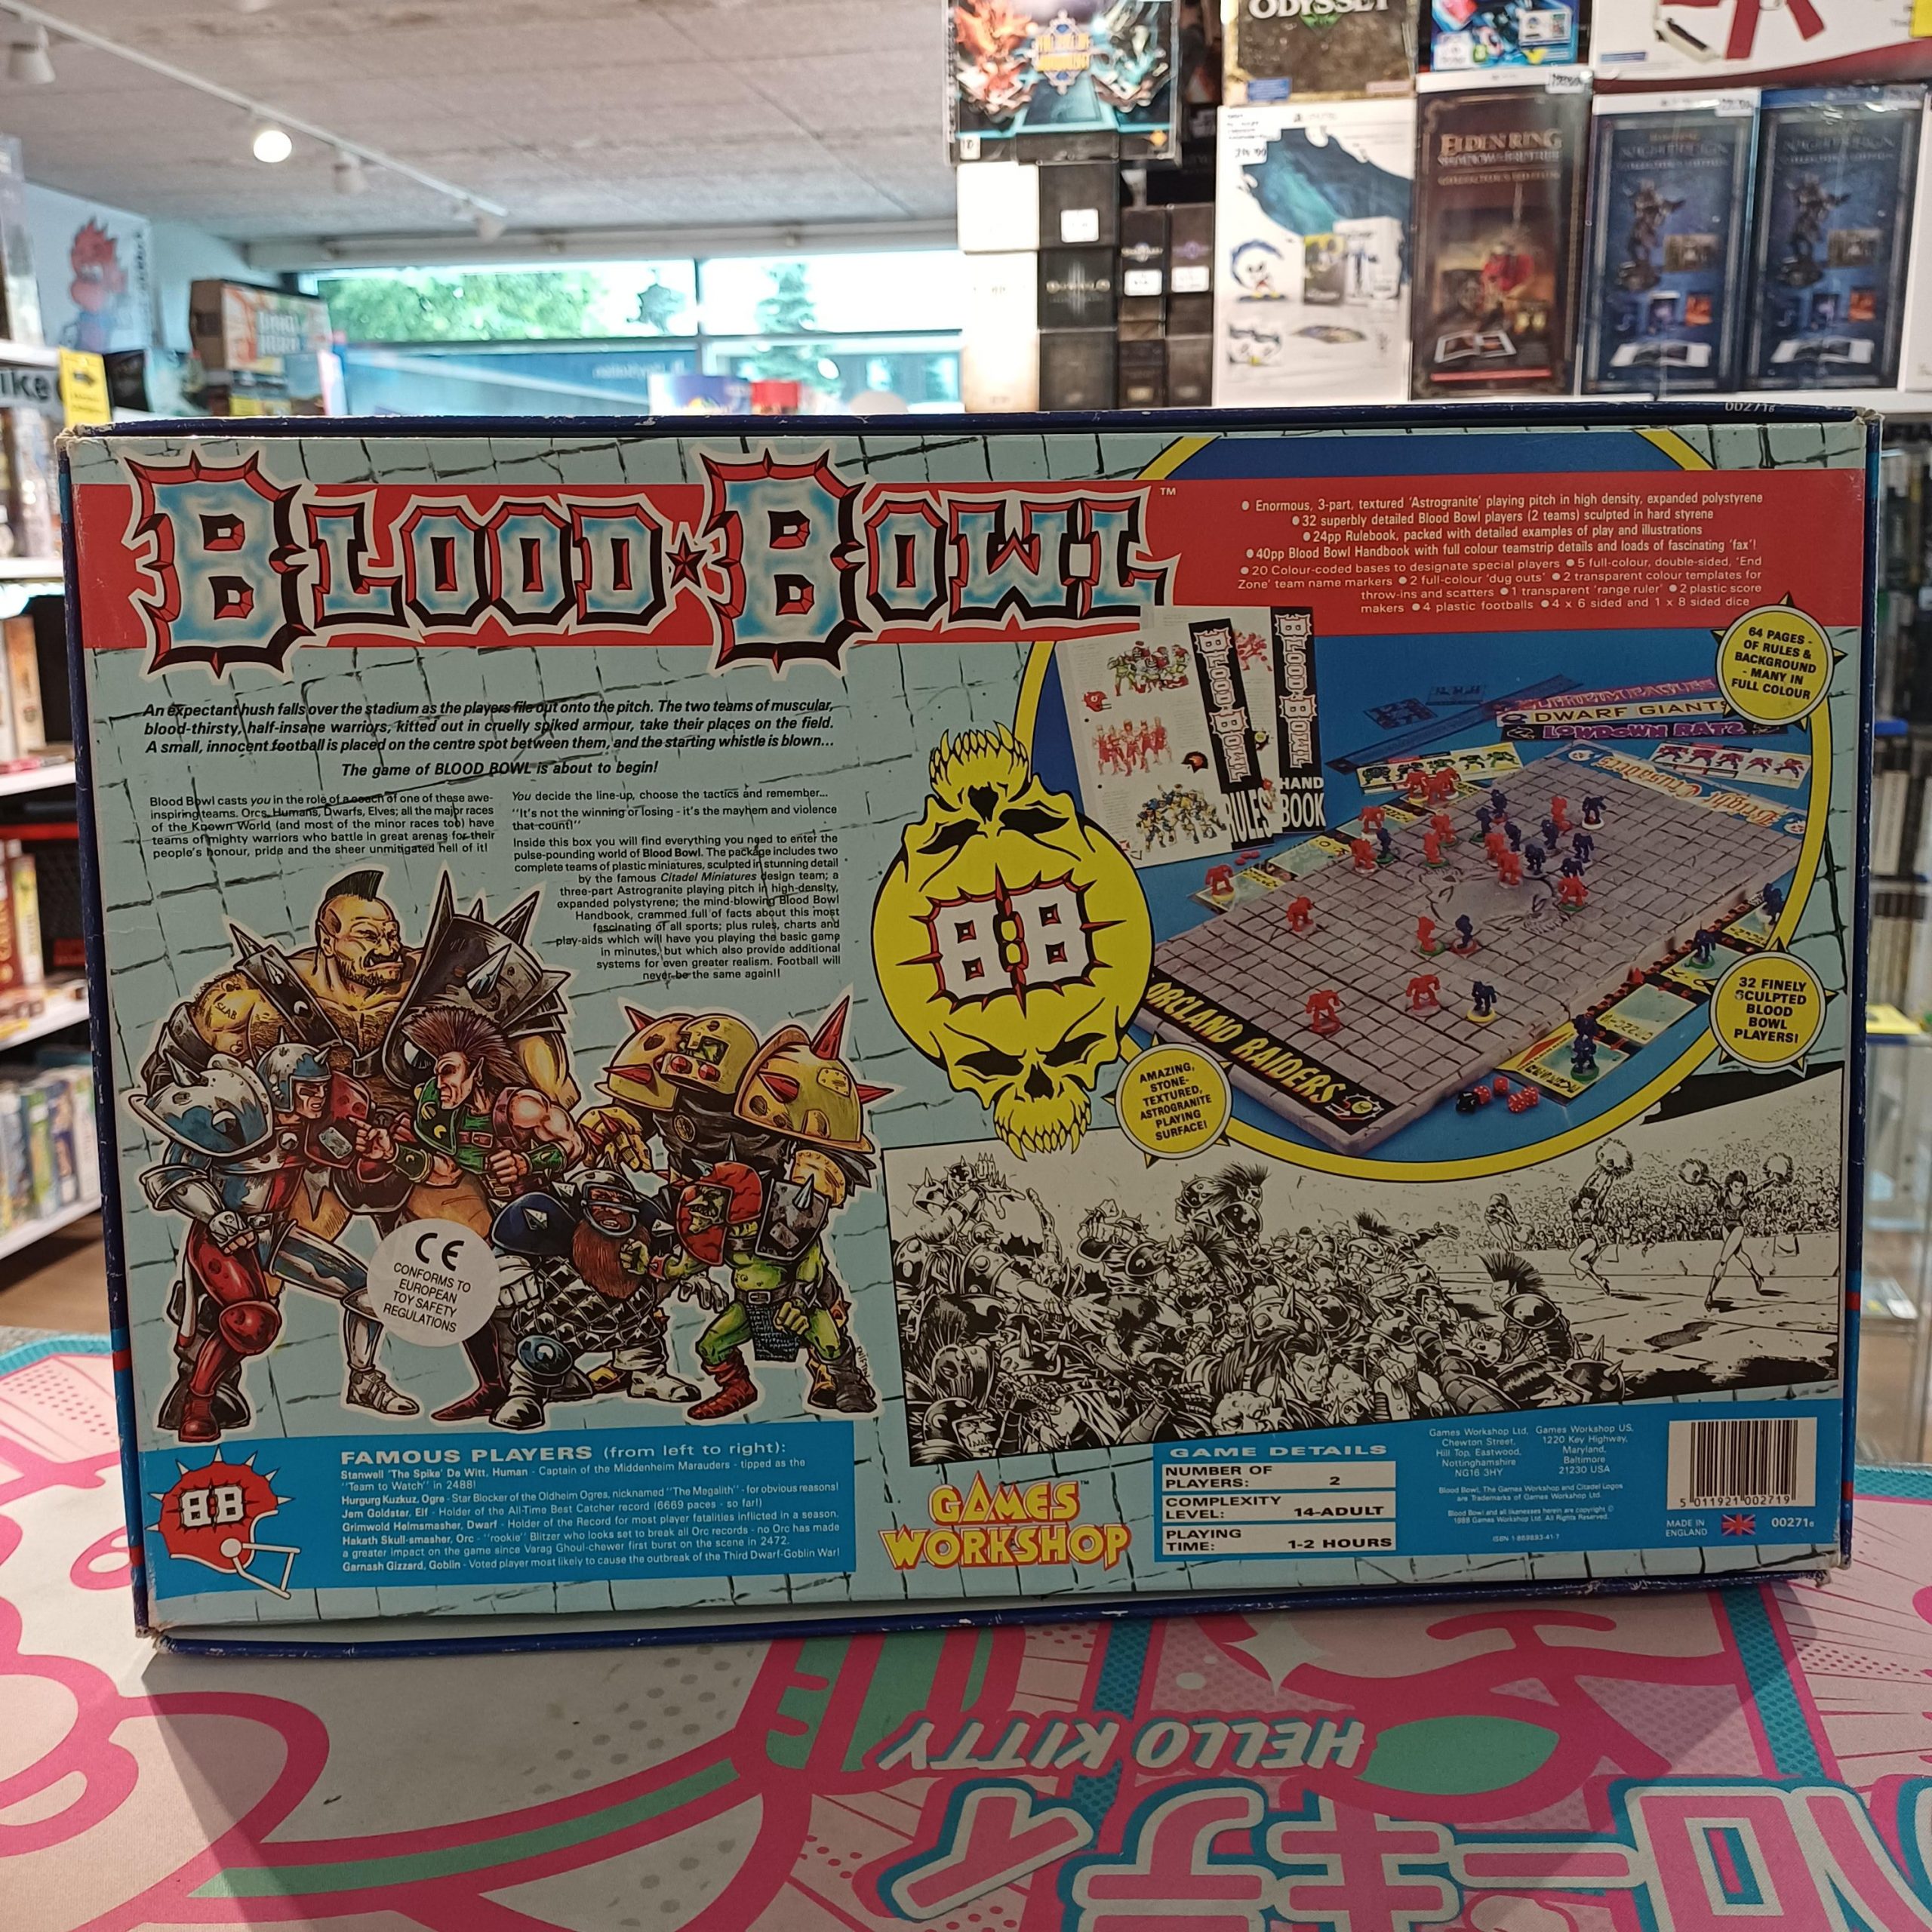 ODYSSEY
ELDEN RING
NIGHTREIGN
NIGHTREIGN
DIABLO
00271₆
BLOOD★BOWL™
● Enormous, 3-part, textured 'Astrogranite' playing pitch in high density, expanded polystyrene
● 32 superbly detailed Blood Bowl players (2 teams) sculpted in hard styrene
● 24pp Rulebook, packed with detailed examples of play and illustrations
● 40pp Blood Bowl Handbook with full colour teamstrip details and loads of fascinating 'fax'!
● 20 Colour-coded bases to designate special players ● 5 full-colour, double-sided, 'End
Zone' team name markers ● 2 full-colour 'dug outs' ● 2 transparent colour templates for
throw-ins and scatters ● 1 transparent 'range ruler' ● 2 plastic score
makers ● 4 plastic footballs ● 4 x 6 sided and 1 x 8 sided dice
64 PAGES -
OF RULES &
BACKGROUND
- MANY IN
FULL COLOUR
An expectant hush falls over the stadium as the players file out onto the pitch. The two teams of muscular,
blood-thirsty, half-insane warriors, kitted out in cruelly spiked armour, take their places on the field.
A small, innocent football is placed on the centre spot between them, and the starting whistle is blown...
The game of BLOOD BOWL is about to begin!
Blood Bowl casts you in the role of a coach of one of these awe-
inspiring teams. Orcs, Humans, Dwarfs, Elves; all the major races
of the Known World (and most of the minor races too) have
teams of mighty warriors who battle in great arenas for their
people's honour, pride and the sheer unmitigated hell of it!
You decide the line-up, choose the tactics and remember...
"It's not the winning or losing - it's the mayhem and violence
that count!"
Inside this box you will find everything you need to enter the
pulse-pounding world of Blood Bowl. The package includes two
complete teams of plastic miniatures, sculpted in stunning detail
by the famous Citadel Miniatures design team; a
three-part Astrogranite playing pitch in high-density,
expanded polystyrene; the mind-blowing Blood Bowl
Handbook, crammed full of facts about this most
fascinating of all sports; plus rules, charts and
play-aids which will have you playing the basic game
in minutes, but which also provide additional
systems for even greater realism. Football will
never be the same again!!
BLOOD BOWL
RULES
BLOOD BOWL
HAND
BOOK
DWARF GIANTS
LOWDOWN RATS
Bright Crusaders
ORCLAND RAIDERS
BB
SLAB
AMAZING,
STONE-
TEXTURED,
ASTROGRANITE
PLAYING
SURFACE!
32 FINELY
SCULPTED
BLOOD
BOWL
PLAYERS!
CE
CONFORMS TO
EUROPEAN
TOY SAFETY
REGULATIONS
BB
FAMOUS PLAYERS (from left to right):
Stanwell 'The Spike' De Witt, Human - Captain of the Middenheim Marauders - tipped as the
"Team to Watch" in 2488!
Hurgurg Kuzkuz, Ogre - Star Blocker of the Oldheim Ogres, nicknamed "The Megalith" - for obvious reasons!
Jem Goldstar, Elf - Holder of the All-Time Best Catcher record (6669 paces - so far!)
Grimwold Helmsmasher, Dwarf - Holder of the Record for most player fatalities inflicted in a season.
Hakath Skull-smasher, Orc - "rookie" Blitzer who looks set to break all Orc records - no Orc has made
a greater impact on the game since Varag Ghoul-chewer first burst on the scene in 2472.
Garnash Gizzard, Goblin - Voted player most likely to cause the outbreak of the Third Dwarf-Goblin War!
GAMES™
WORKSHOP
GAME DETAILS
NUMBER OF
PLAYERS: 2
COMPLEXITY
LEVEL: 14-ADULT
PLAYING
TIME: 1-2 HOURS
Games Workshop Ltd,
Chewton Street,
Hill Top, Eastwood,
Nottinghamshire
NG16 3HY
Games Workshop US,
1220 Key Highway,
Maryland,
Baltimore
21230 USA
Blood Bowl, The Games Workshop and Citadel Logos
are Trademarks of Games Workshop Ltd.
Blood Bowl and all likenesses herein are copyright ©
1988 Games Workshop Ltd. All Rights Reserved.
5 011921 002719
MADE IN
ENGLAND
00271₆
HELLO KITTY